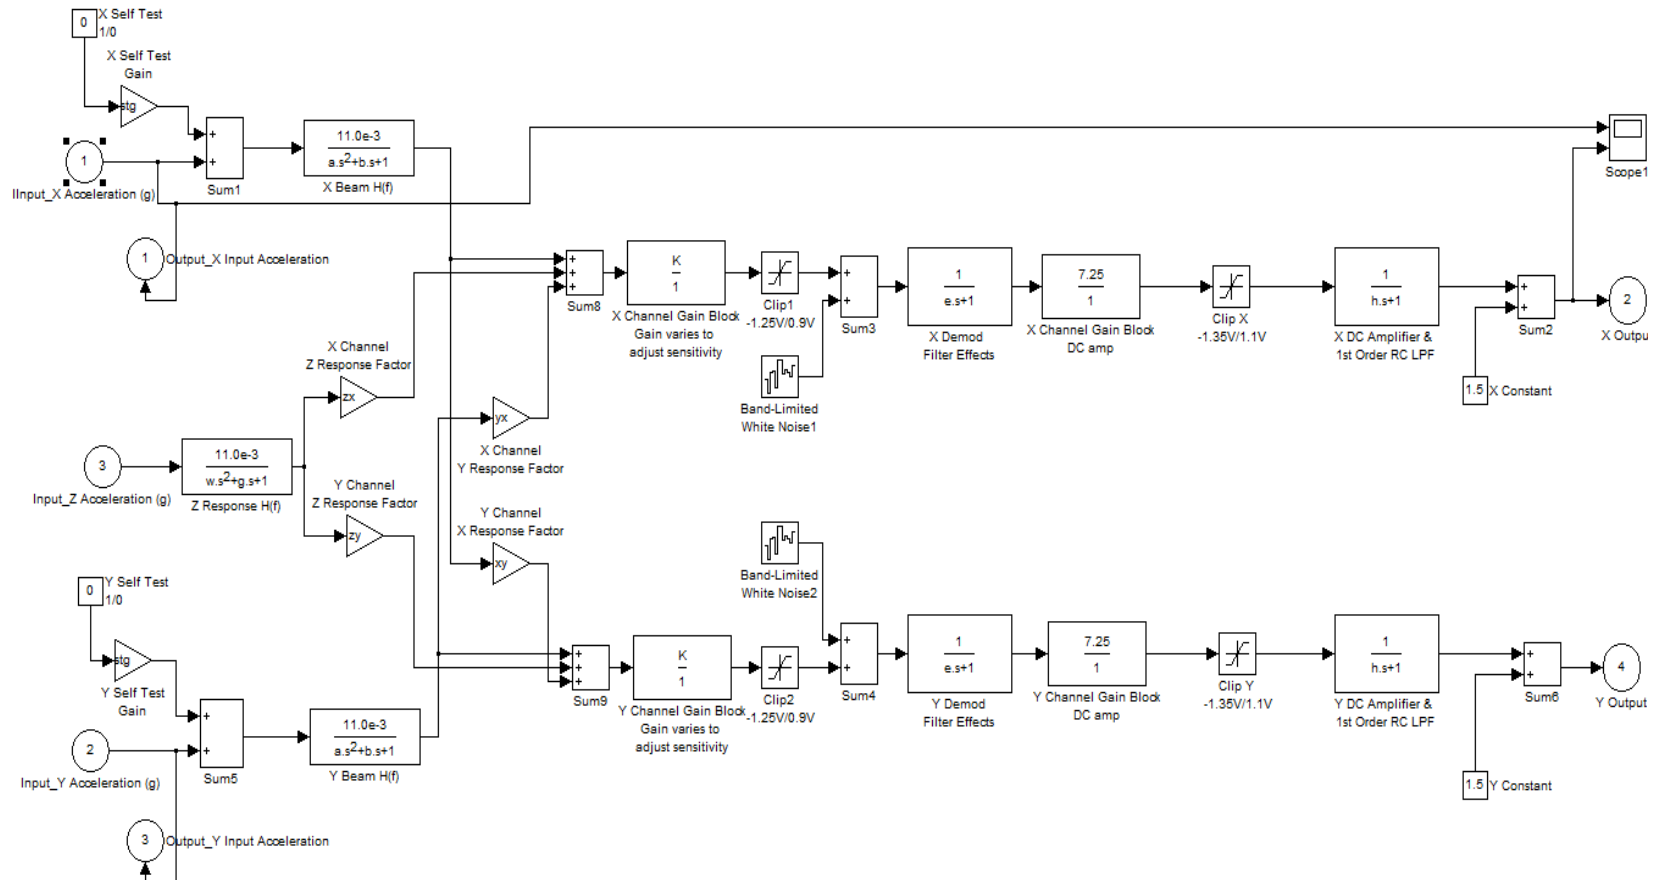 0
X Self Test
1/0
X Self Test
Gain
stg
+
+
Sum1
11.0e-3
a.s2+b.s+1
X Beam H(f)
1
IInput_X Acceleration (g)
1
Output_X Input Acceleration
Scope1
+
+
+
Sum8
K
1
X Channel Gain Block
Gain varies to
adjust sensitivity
Clip1
-1.25V/0.9V
+
+
Sum3
1
e.s+1
X Demod
Filter Effects
7.25
1
X Channel Gain Block
DC amp
Clip X
-1.35V/1.1V
1
h.s+1
X DC Amplifier &
1st Order RC LPF
+
+
Sum2
2
X Outpu
1.5
X Constant
Band-Limited
White Noise1
X Channel
Z Response Factor
zx
yx
X Channel
Y Response Factor
3
Input_Z Acceleration (g)
11.0e-3
w.s2+g.s+1
Z Response H(f)
Y Channel
Z Response Factor
zy
Y Channel
X Response Factor
xy
Band-Limited
White Noise2
0
Y Self Test
1/0
stg
Y Self Test
Gain
+
+
Sum5
2
Input_Y Acceleration (g)
11.0e-3
a.s2+b.s+1
Y Beam H(f)
3
Output_Y Input Acceleration
+
+
+
Sum9
K
1
Y Channel Gain Block
Gain varies to
adjust sensitivity
Clip2
-1.25V/0.9V
+
+
Sum4
1
e.s+1
Y Demod
Filter Effects
7.25
1
Y Channel Gain Block
DC amp
Clip Y
-1.35V/1.1V
1
h.s+1
Y DC Amplifier &
1st Order RC LPF
+
+
Sum6
4
Y Output
1.5
Y Constant